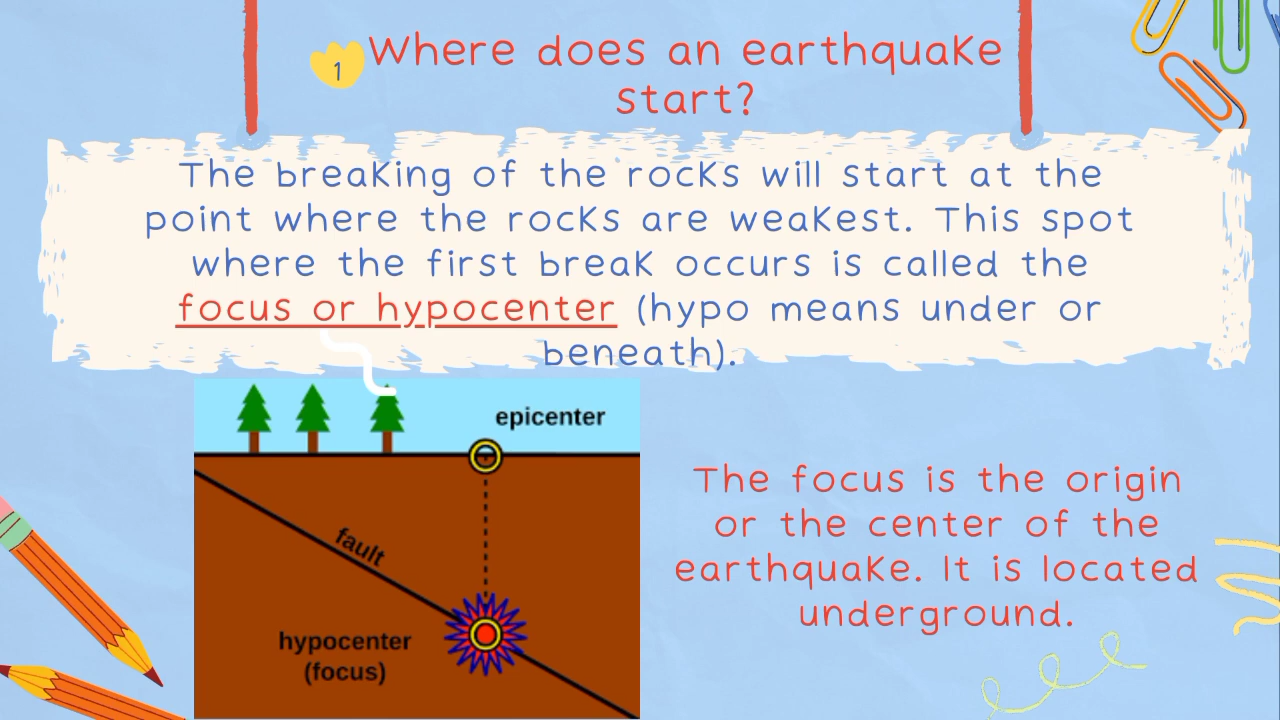 1
Where does an earthquake
start?
The breaking of the rocks will start at the
point where the rocks are weakest. This spot
where the first break occurs is called the
focus or hypocenter (hypo means under or
beneath).
epicenter
fault
hypocenter
(focus)
The focus is the origin
or the center of the
earthquake. It is located
underground.